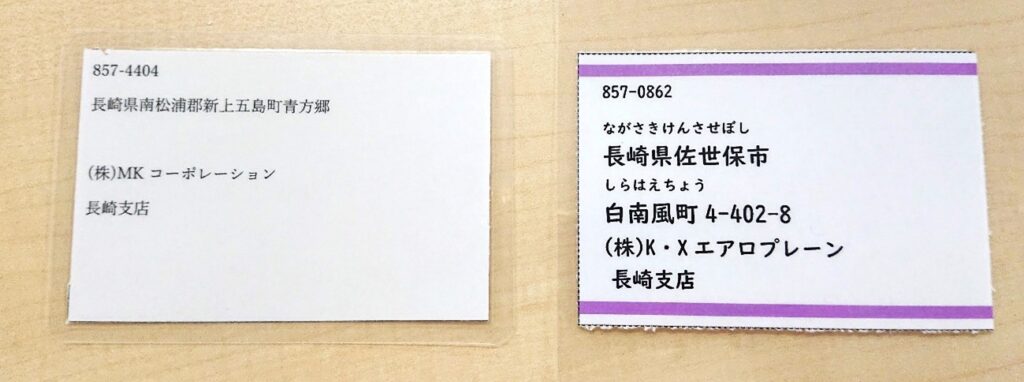 857-4404
長崎県南松浦郡新上五島町青方郷
(株)MKコーポレーション
長崎支店
857-0862
ながさきけんさせぼし
長崎県佐世保市
しらはえちょう
白南風町4-402-8
(株)K・Xエアロプレーン
長崎支店